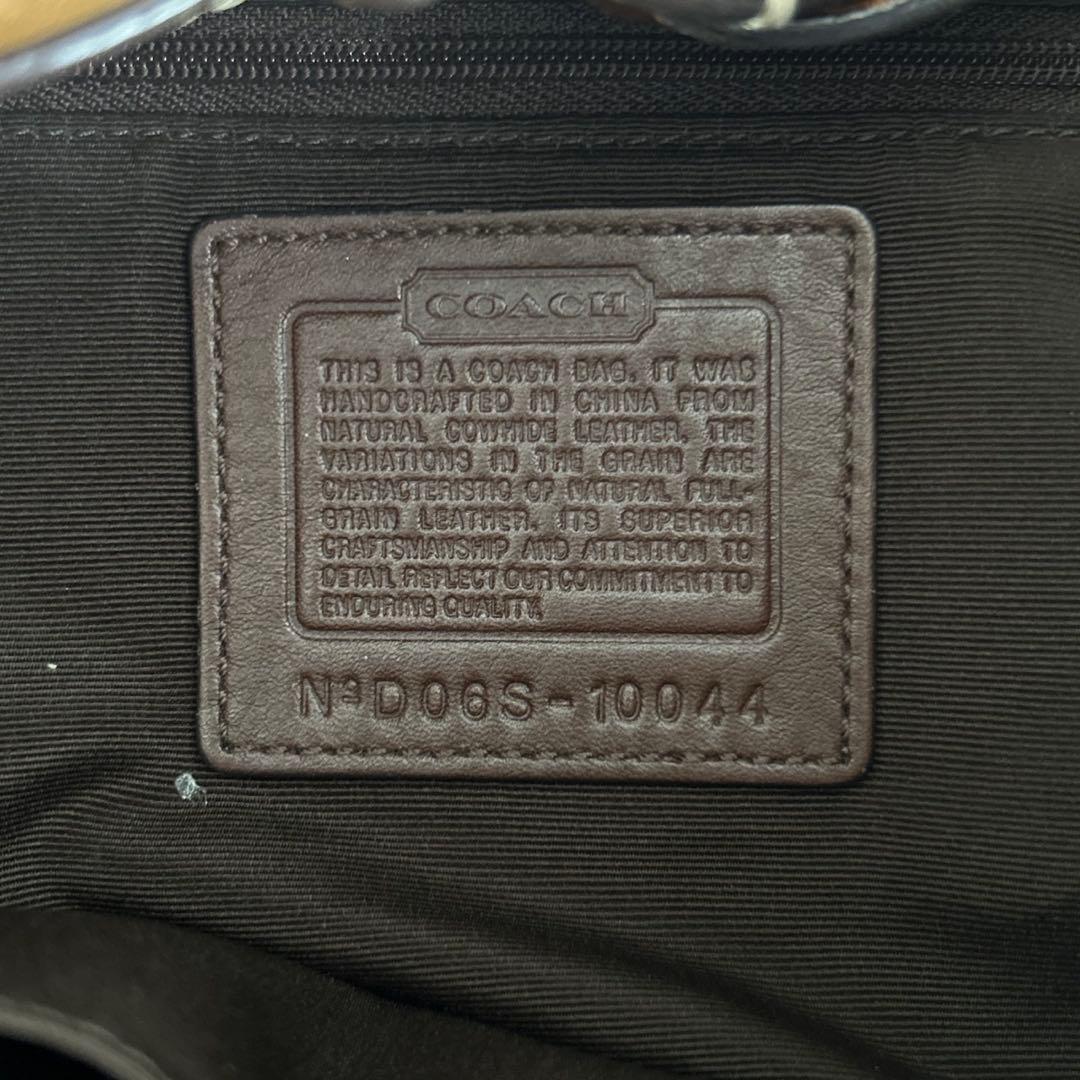 COACH
THIS IS A COACH BAG. IT WAS
HANDCRAFTED IN CHINA FROM
NATURAL COWHIDE LEATHER. THE
VARIATIONS IN THE GRAIN ARE
CHARACTERISTIC OF NATURAL FULL-
GRAIN LEATHER. ITS SUPERIOR
CRAFTSMANSHIP AND ATTENTION TO
DETAIL REFLECT OUR COMMITMENT TO
ENDURING QUALITY.
Nº D06S-10044